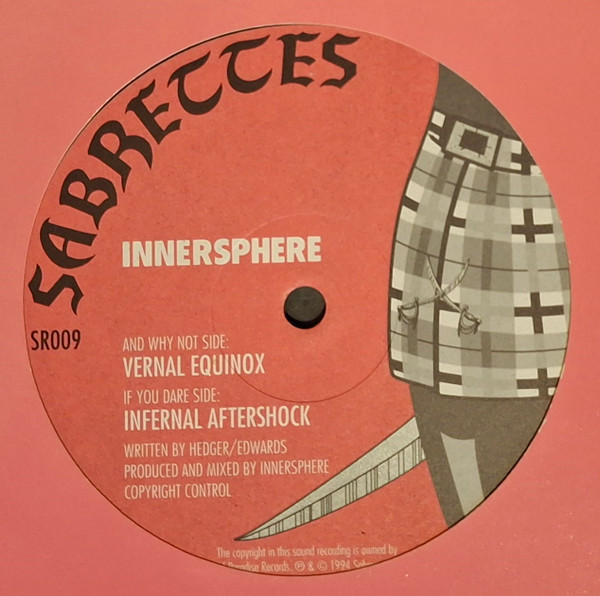 SABRETTES
INNERSPHERE
SR009
AND WHY NOT SIDE:
VERNAL EQUINOX
IF YOU DARE SIDE:
INFERNAL AFTERSHOCK
WRITTEN BY HEDGER/EDWARDS
PRODUCED AND MIXED BY INNERSPHERE
COPYRIGHT CONTROL
The copyright in this sound recording is owned by
Paradise Records. ℗ & © 1994